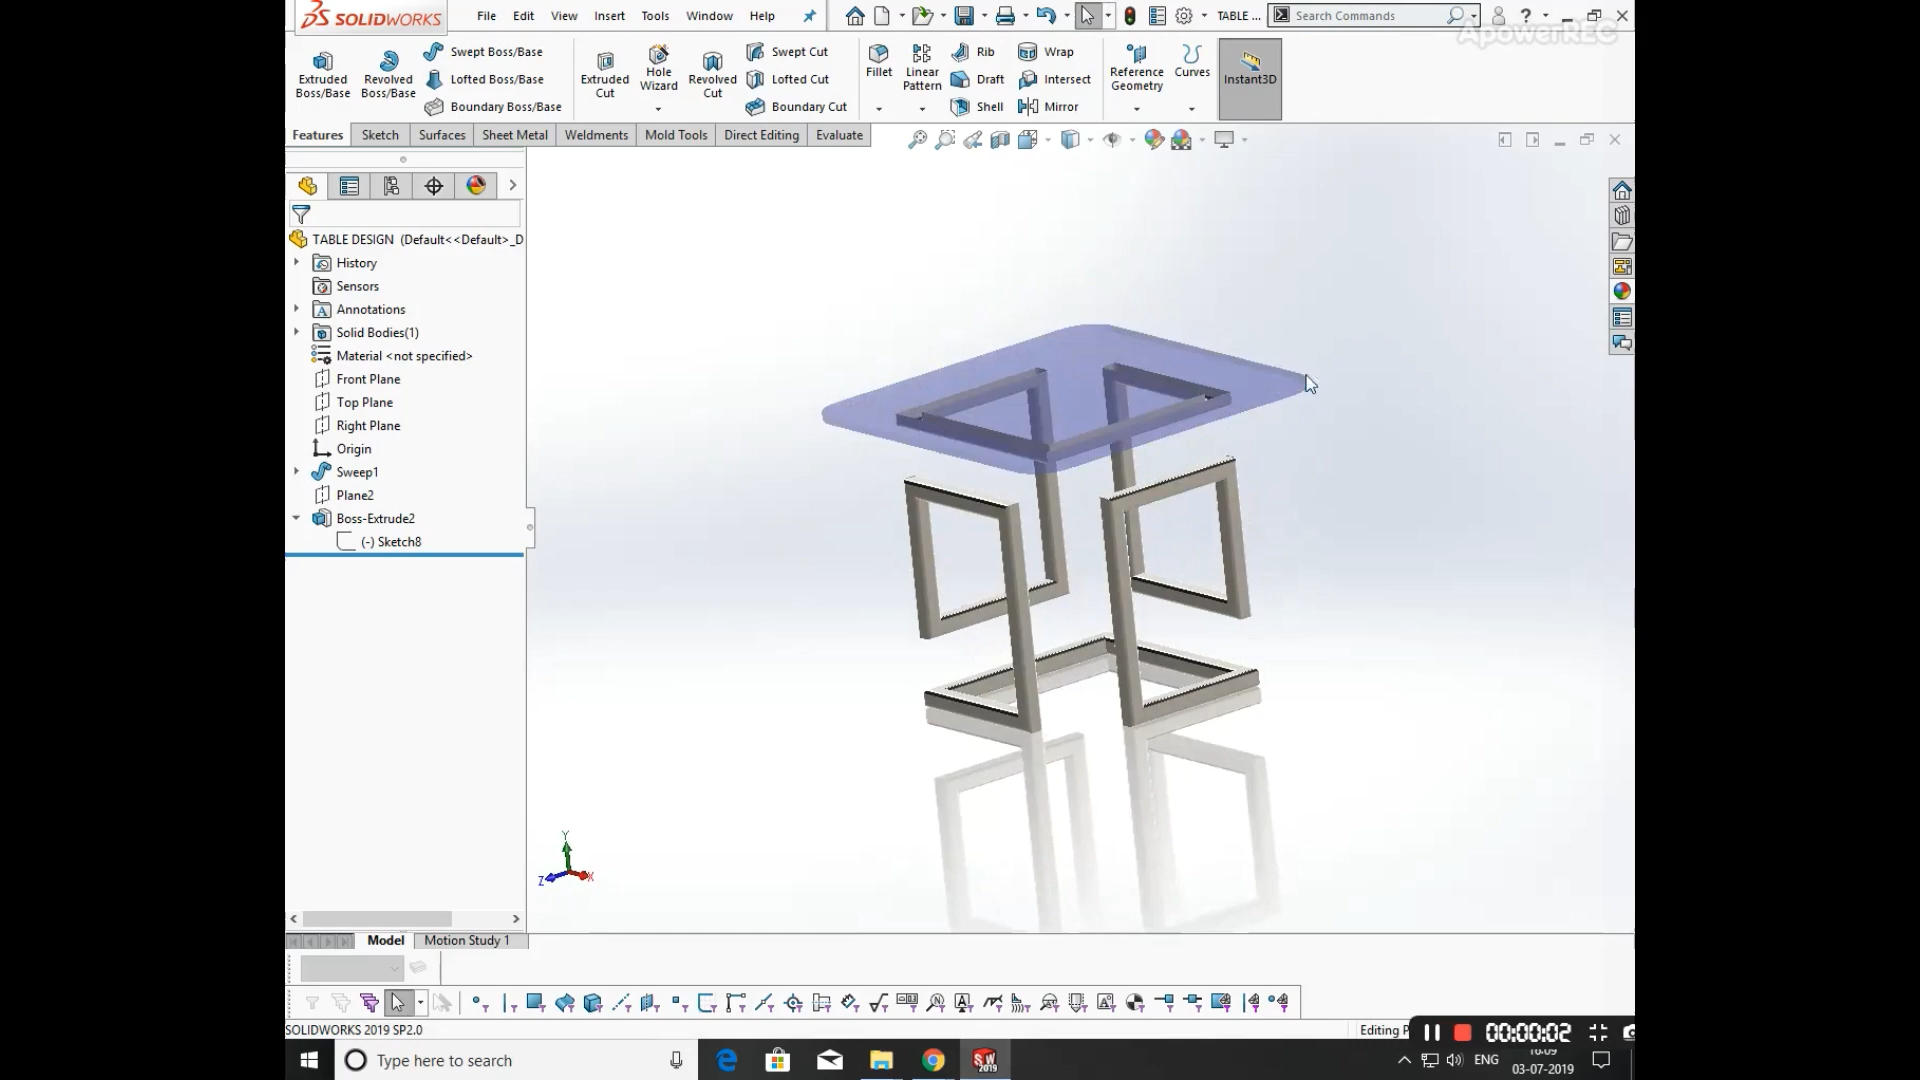 SOLIDWORKS File Edit View Insert Tools Window Help TABLE ... Search Commands ?
ApowerREC
Extruded Boss/Base
Revolved Boss/Base
Swept Boss/Base
Lofted Boss/Base
Boundary Boss/Base
Extruded Cut
Hole Wizard
Revolved Cut
Swept Cut
Lofted Cut
Boundary Cut
Fillet
Linear Pattern
Rib
Draft
Shell
Wrap
Intersect
Mirror
Reference Geometry
Curves
Instant3D
Features Sketch Surfaces Sheet Metal Weldments Mold Tools Direct Editing Evaluate
TABLE DESIGN (Default<<Default>_D
History
Sensors
Annotations
Solid Bodies(1)
Material <not specified>
Front Plane
Top Plane
Right Plane
Origin
Sweep1
Plane2
Boss-Extrude2
(-) Sketch8
Y
Z X
Model Motion Study 1
SOLIDWORKS 2019 SP2.0
Editing P
00:00:02
Type here to search
SW 2019
ENG
16:09
03-07-2019